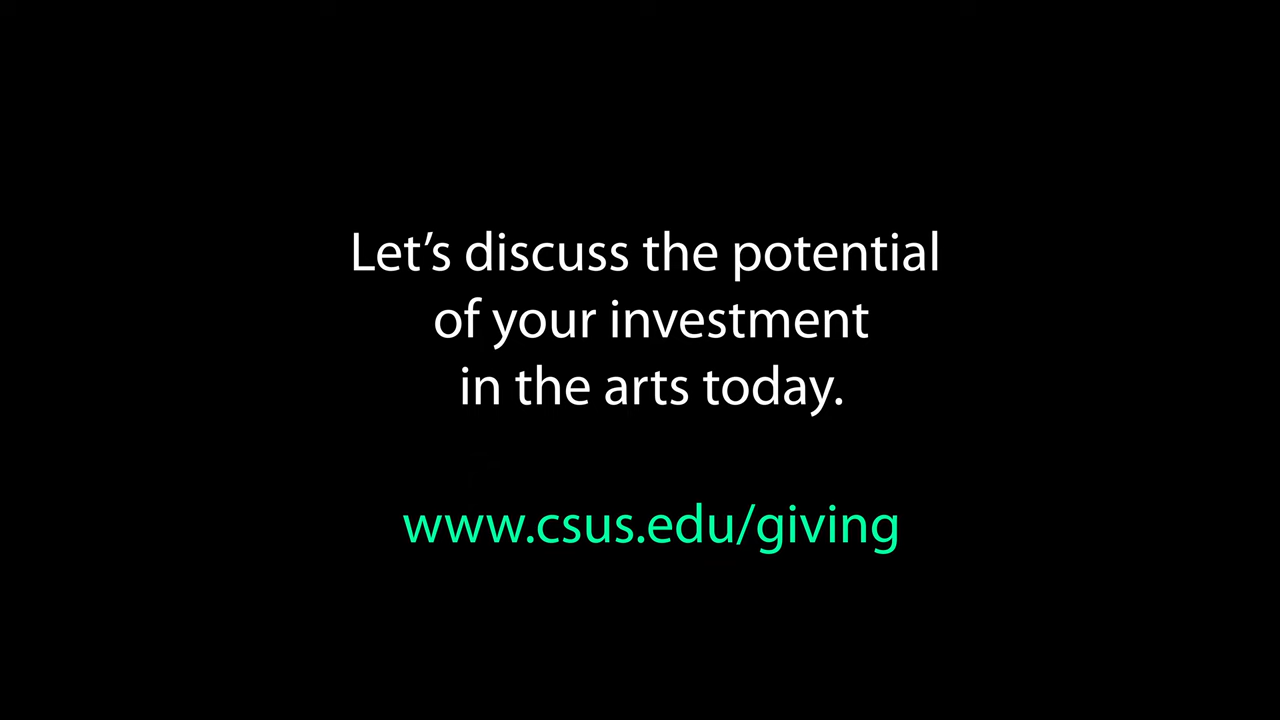 Let’s discuss the potential
of your investment
in the arts today.
www.csus.edu/giving